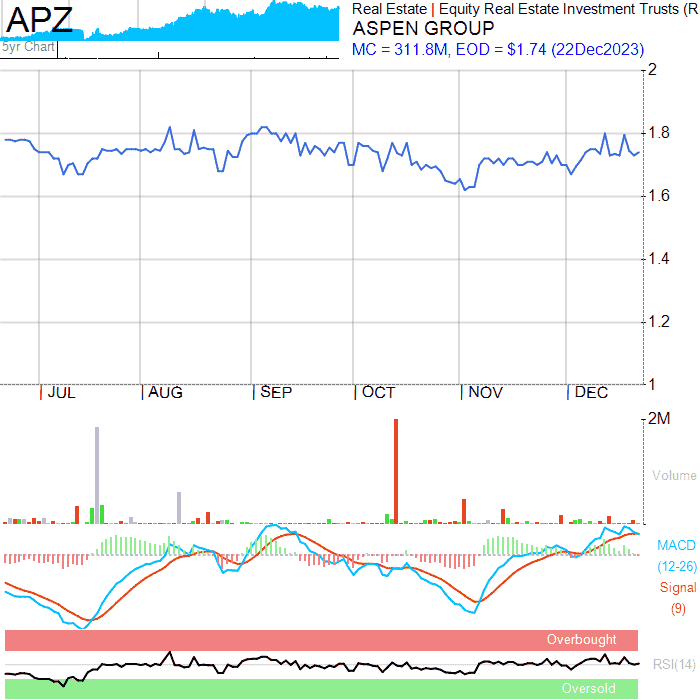 APZ
5yr Chart
Real Estate | Equity Real Estate Investment Trusts (R
ASPEN GROUP
MC = 311.8M, EOD = $1.74 (22Dec2023)
2
1.8
1.6
1.4
1.2
1
JUL AUG SEP OCT NOV DEC
2M
Volume
MACD
(12-26)
Signal
(9)
Overbought
RSI(14)
Oversold